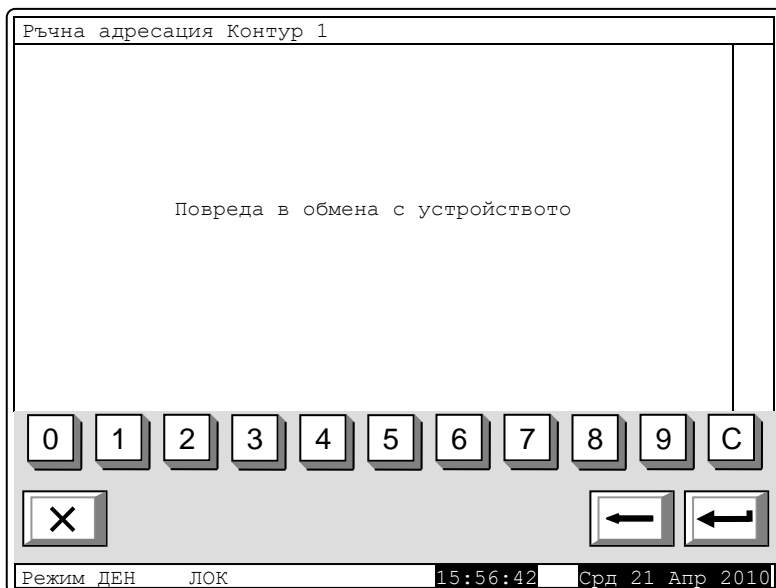 Ръчна адресация Контур 1
Повреда в обмена с устройството
0 1 2 3 4 5 6 7 8 9 C
Режим ДЕН ЛОК 15:56:42 Срд 21 Апр 2010